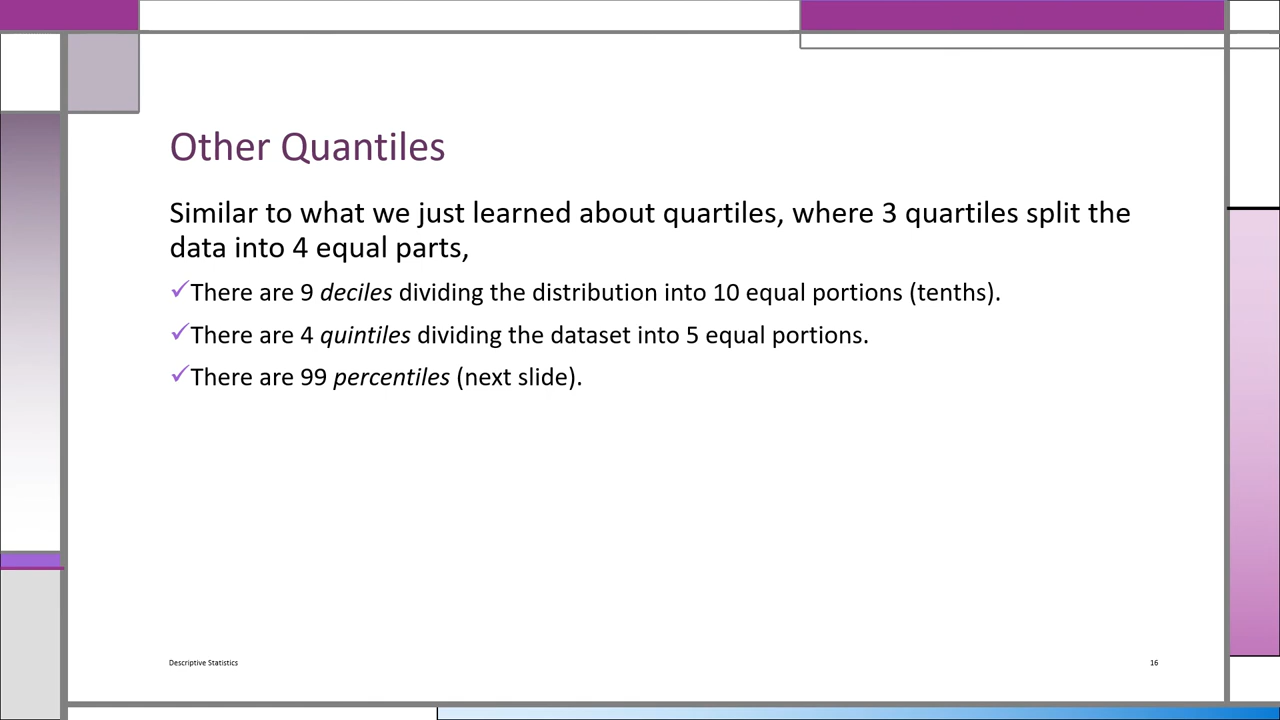 Other Quantiles
Similar to what we just learned about quartiles, where 3 quartiles split the
data into 4 equal parts,
✓There are 9 deciles dividing the distribution into 10 equal portions (tenths).
✓There are 4 quintiles dividing the dataset into 5 equal portions.
✓There are 99 percentiles (next slide).
Descriptive Statistics
16